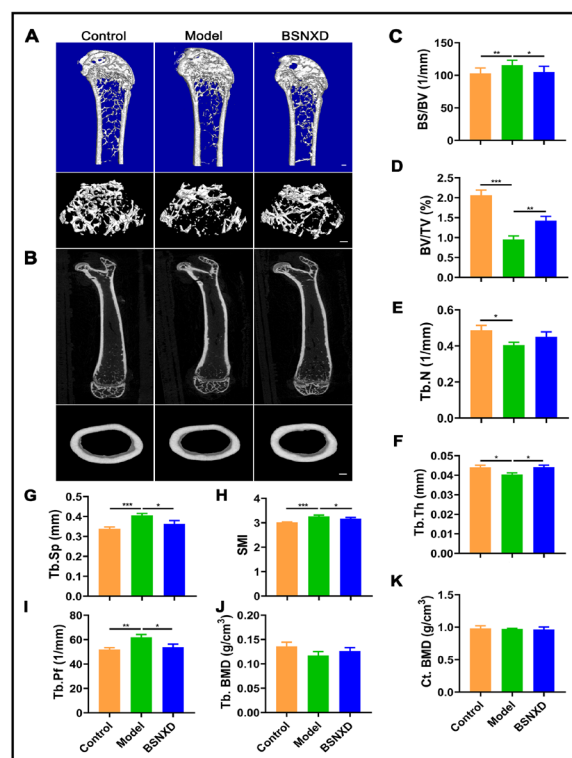 A Control Model BSNXD
B
C
BS/BV (1/mm)
150
100
50
0
** *
D
BV/TV (%)
2.5
2.0
1.5
1.0
0.5
0.0
***
**
E
Tb.N (1/mm)
0.6
0.4
0.2
0.0
*
F
Tb.Th (mm)
0.05
0.04
0.03
0.02
0.01
0.00
* *
G
Tb.Sp (mm)
0.5
0.4
0.3
0.2
0.1
0.0
*** *
H
SMI
5
4
3
2
1
0
*** *
I
Tb.Pf (1/mm)
80
60
40
20
0
** *
Control Model BSNXD
J
Tb. BMD (g/cm³)
0.20
0.15
0.10
0.05
0.00
Control Model BSNXD
K
Ct. BMD (g/cm³)
1.5
1.0
0.5
0.0
Control Model BSNXD